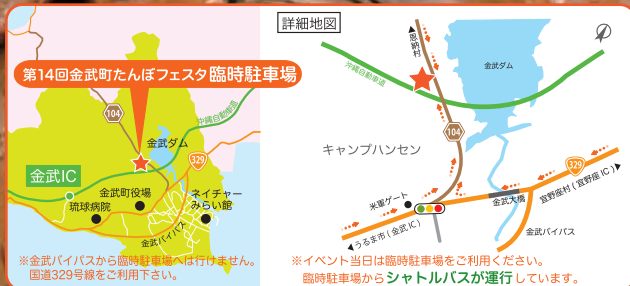 第14回金武町たんぼフェスタ臨時駐車場
104
沖縄自動車道
金武ダム
329
金武IC
金武町役場
琉球病院
ネイチャー
みらい館
金武バイパス
※金武バイパスから臨時駐車場へは行けません。
国道329号線をご利用下さい。
詳細地図
▲恩納村
沖縄自動車道
金武ダム
104
キャンプハンセン
329
米軍ゲート
金武大橋
宜野座村(宜野座IC)▶
◀うるま市(金武IC)
金武バイパス
※イベント当日は臨時駐車場をご利用ください。
臨時駐車場からシャトルバスが運行しています。